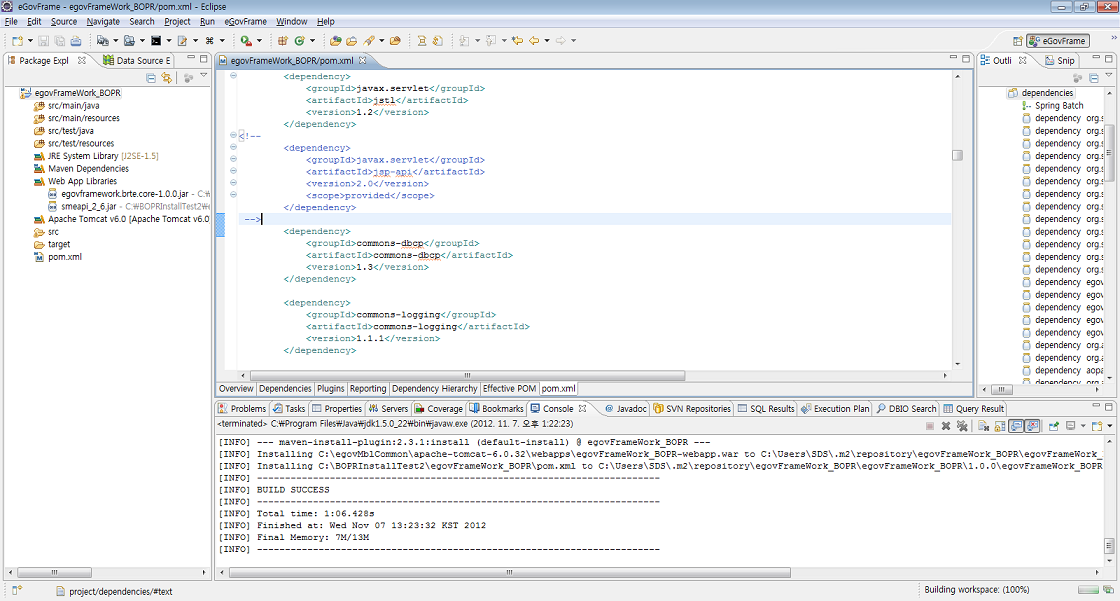 eGovFrame - egovFrameWork_BOPR/pom.xml - Eclipse
File Edit Source Navigate Search Project Run eGovFrame Window Help
eGovFrame
Package Expl
Data Source E
egovFrameWork_BOPR
src/main/java
src/main/resources
src/test/java
src/test/resources
JRE System Library [J2SE-1.5]
Maven Dependencies
Web App Libraries
egovframework.brte.core-1.0.0.jar - C:₩
smeapi_2_6.jar - C:₩BOPRInstallTest2₩e
Apache Tomcat v6.0 [Apache Tomcat v6.0
src
target
pom.xml
egovFrameWork_BOPR/pom.xml
<dependency>
<groupId>javax.servlet</groupId>
<artifactId>jstl</artifactId>
<version>1.2</version>
</dependency>
<!--
<dependency>
<groupId>javax.servlet</groupId>
<artifactId>jsp-api</artifactId>
<version>2.0</version>
<scope>provided</scope>
</dependency>
-->
<dependency>
<groupId>commons-dbcp</groupId>
<artifactId>commons-dbcp</artifactId>
<version>1.3</version>
</dependency>
<dependency>
<groupId>commons-logging</groupId>
<artifactId>commons-logging</artifactId>
<version>1.1.1</version>
</dependency>
Overview Dependencies Plugins Reporting Dependency Hierarchy Effective POM pom.xml
Outli
Snip
dependencies
Spring Batch
dependency org.s
dependency org.s
dependency org.s
dependency org.s
dependency org.s
dependency org.s
dependency org.s
dependency org.s
dependency org.s
dependency org.s
dependency org.s
dependency org.s
dependency org.s
dependency egov
dependency egov
dependency egov
dependency egov
dependency egov
dependency org.a
dependency org.a
dependency aopa
dependency org.a
Problems Tasks Properties Servers Coverage Bookmarks Console Javadoc SVN Repositories SQL Results Execution Plan DBIO Search Query Result
<terminated> C:₩Program Files₩Java₩jdk1.5.0_22₩bin₩javaw.exe (2012. 11. 7. 오후 1:22:23)
[INFO] --- maven-install-plugin:2.3.1:install (default-install) @ egovFrameWork_BOPR ---
[INFO] Installing C:\egovMblCommon\apache-tomcat-6.0.32\webapps\egovFrameWork_BOPR-webapp.war to C:\Users\SDS\.m2\repository\egovFrameWork_BOPR\egovFrameWork_
[INFO] Installing C:\BOPRInstallTest2\egovFrameWork_BOPR\pom.xml to C:\Users\SDS\.m2\repository\egovFrameWork_BOPR\egovFrameWork_BOPR\1.0.0\egovFrameWork_BOPR
[INFO] ------------------------------------------------------------------------
[INFO] BUILD SUCCESS
[INFO] ------------------------------------------------------------------------
[INFO] Total time: 1:06.428s
[INFO] Finished at: Wed Nov 07 13:23:32 KST 2012
[INFO] Final Memory: 7M/13M
[INFO] ------------------------------------------------------------------------
project/dependencies/#text
Building workspace: (100%)